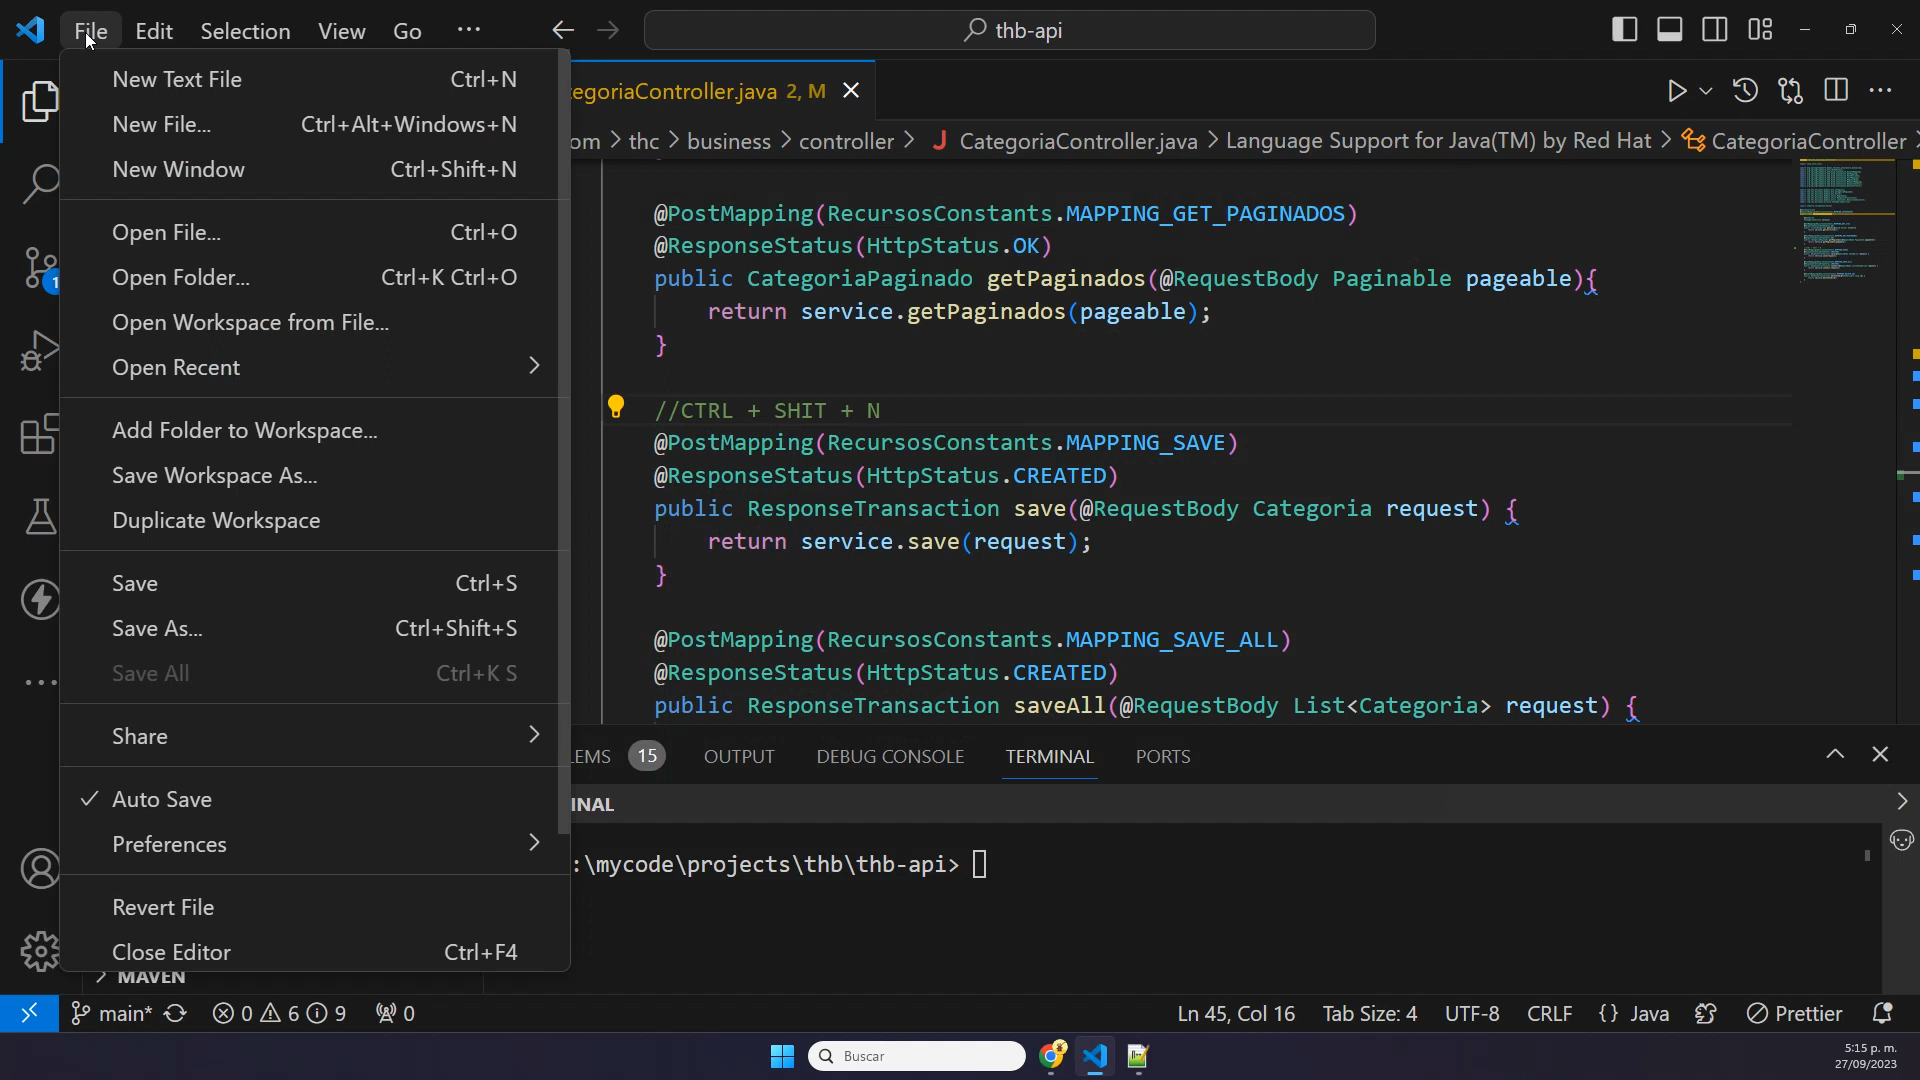 File Edit Selection View Go ··· thb-api
New Text File Ctrl+N
New File... Ctrl+Alt+Windows+N
New Window Ctrl+Shift+N
Open File... Ctrl+O
Open Folder... Ctrl+K Ctrl+O
Open Workspace from File...
Open Recent
Add Folder to Workspace...
Save Workspace As...
Duplicate Workspace
Save Ctrl+S
Save As... Ctrl+Shift+S
Save All Ctrl+K S
Share
Auto Save
Preferences
Revert File
Close Editor Ctrl+F4
MAVEN
1
egoriaController.java 2, M
om > thc > business > controller > J CategoriaController.java > Language Support for Java(TM) by Red Hat > CategoriaController
@PostMapping(RecursosConstants.MAPPING_GET_PAGINADOS)
@ResponseStatus(HttpStatus.OK)
public CategoriaPaginado getPaginados(@RequestBody Paginable pageable){
return service.getPaginados(pageable);
}
//CTRL + SHIT + N
@PostMapping(RecursosConstants.MAPPING_SAVE)
@ResponseStatus(HttpStatus.CREATED)
public ResponseTransaction save(@RequestBody Categoria request) {
return service.save(request);
}
@PostMapping(RecursosConstants.MAPPING_SAVE_ALL)
@ResponseStatus(HttpStatus.CREATED)
public ResponseTransaction saveAll(@RequestBody List<Categoria> request) {
EMS 15 OUTPUT DEBUG CONSOLE TERMINAL PORTS
INAL
:\mycode\projects\thb\thb-api>
main* 0 6 9 0 Ln 45, Col 16 Tab Size: 4 UTF-8 CRLF {} Java Prettier
Buscar
5:15 p. m.
27/09/2023